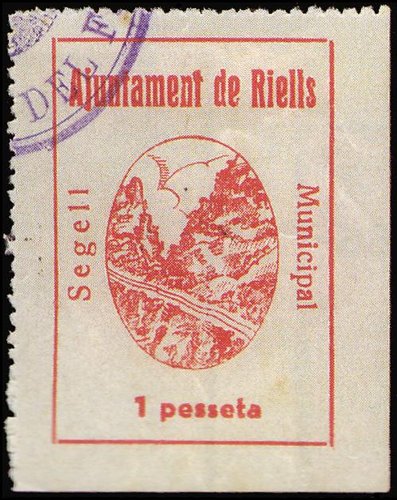 DEL E
Ajuntament de Riells
Segell
Municipal
1 pesseta